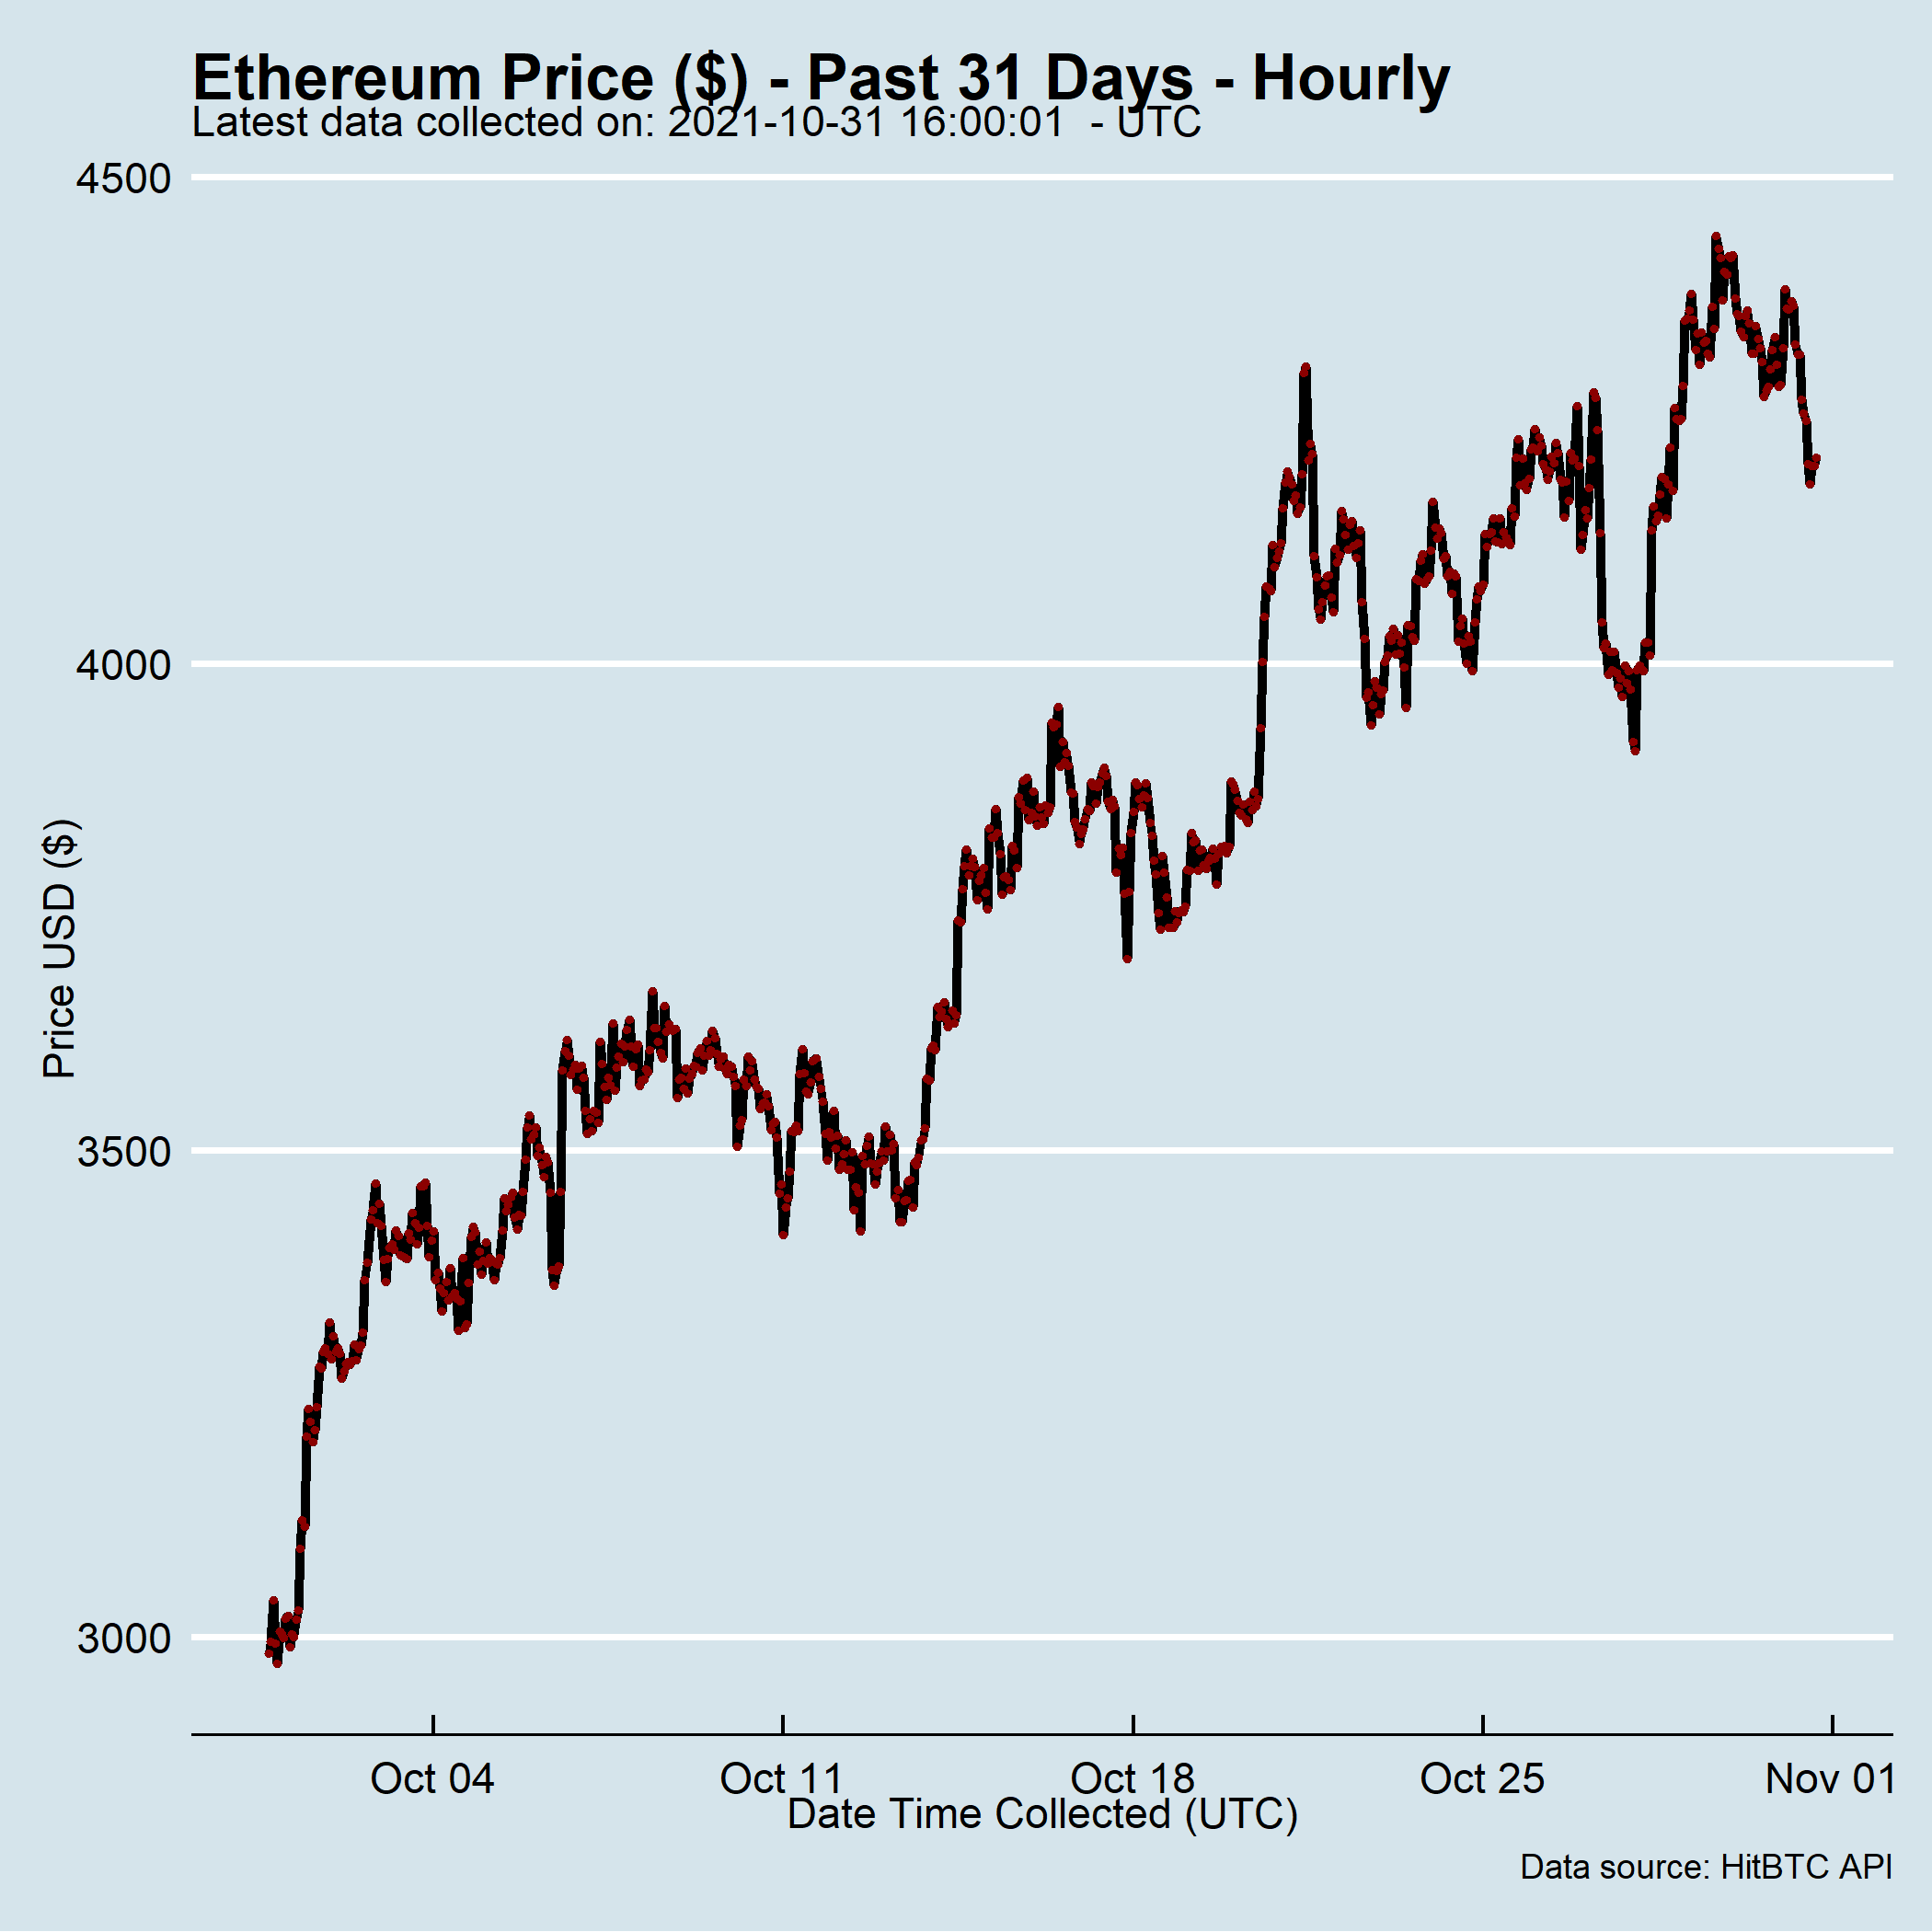 Ethereum Price ($) - Past 31 Days - Hourly
Latest data collected on: 2021-10-31 16:00:01  - UTC
4500
4000
3500
3000
Price USD ($)
Oct 04
Oct 11
Oct 18
Oct 25
Nov 01
Date Time Collected (UTC)
Data source: HitBTC API